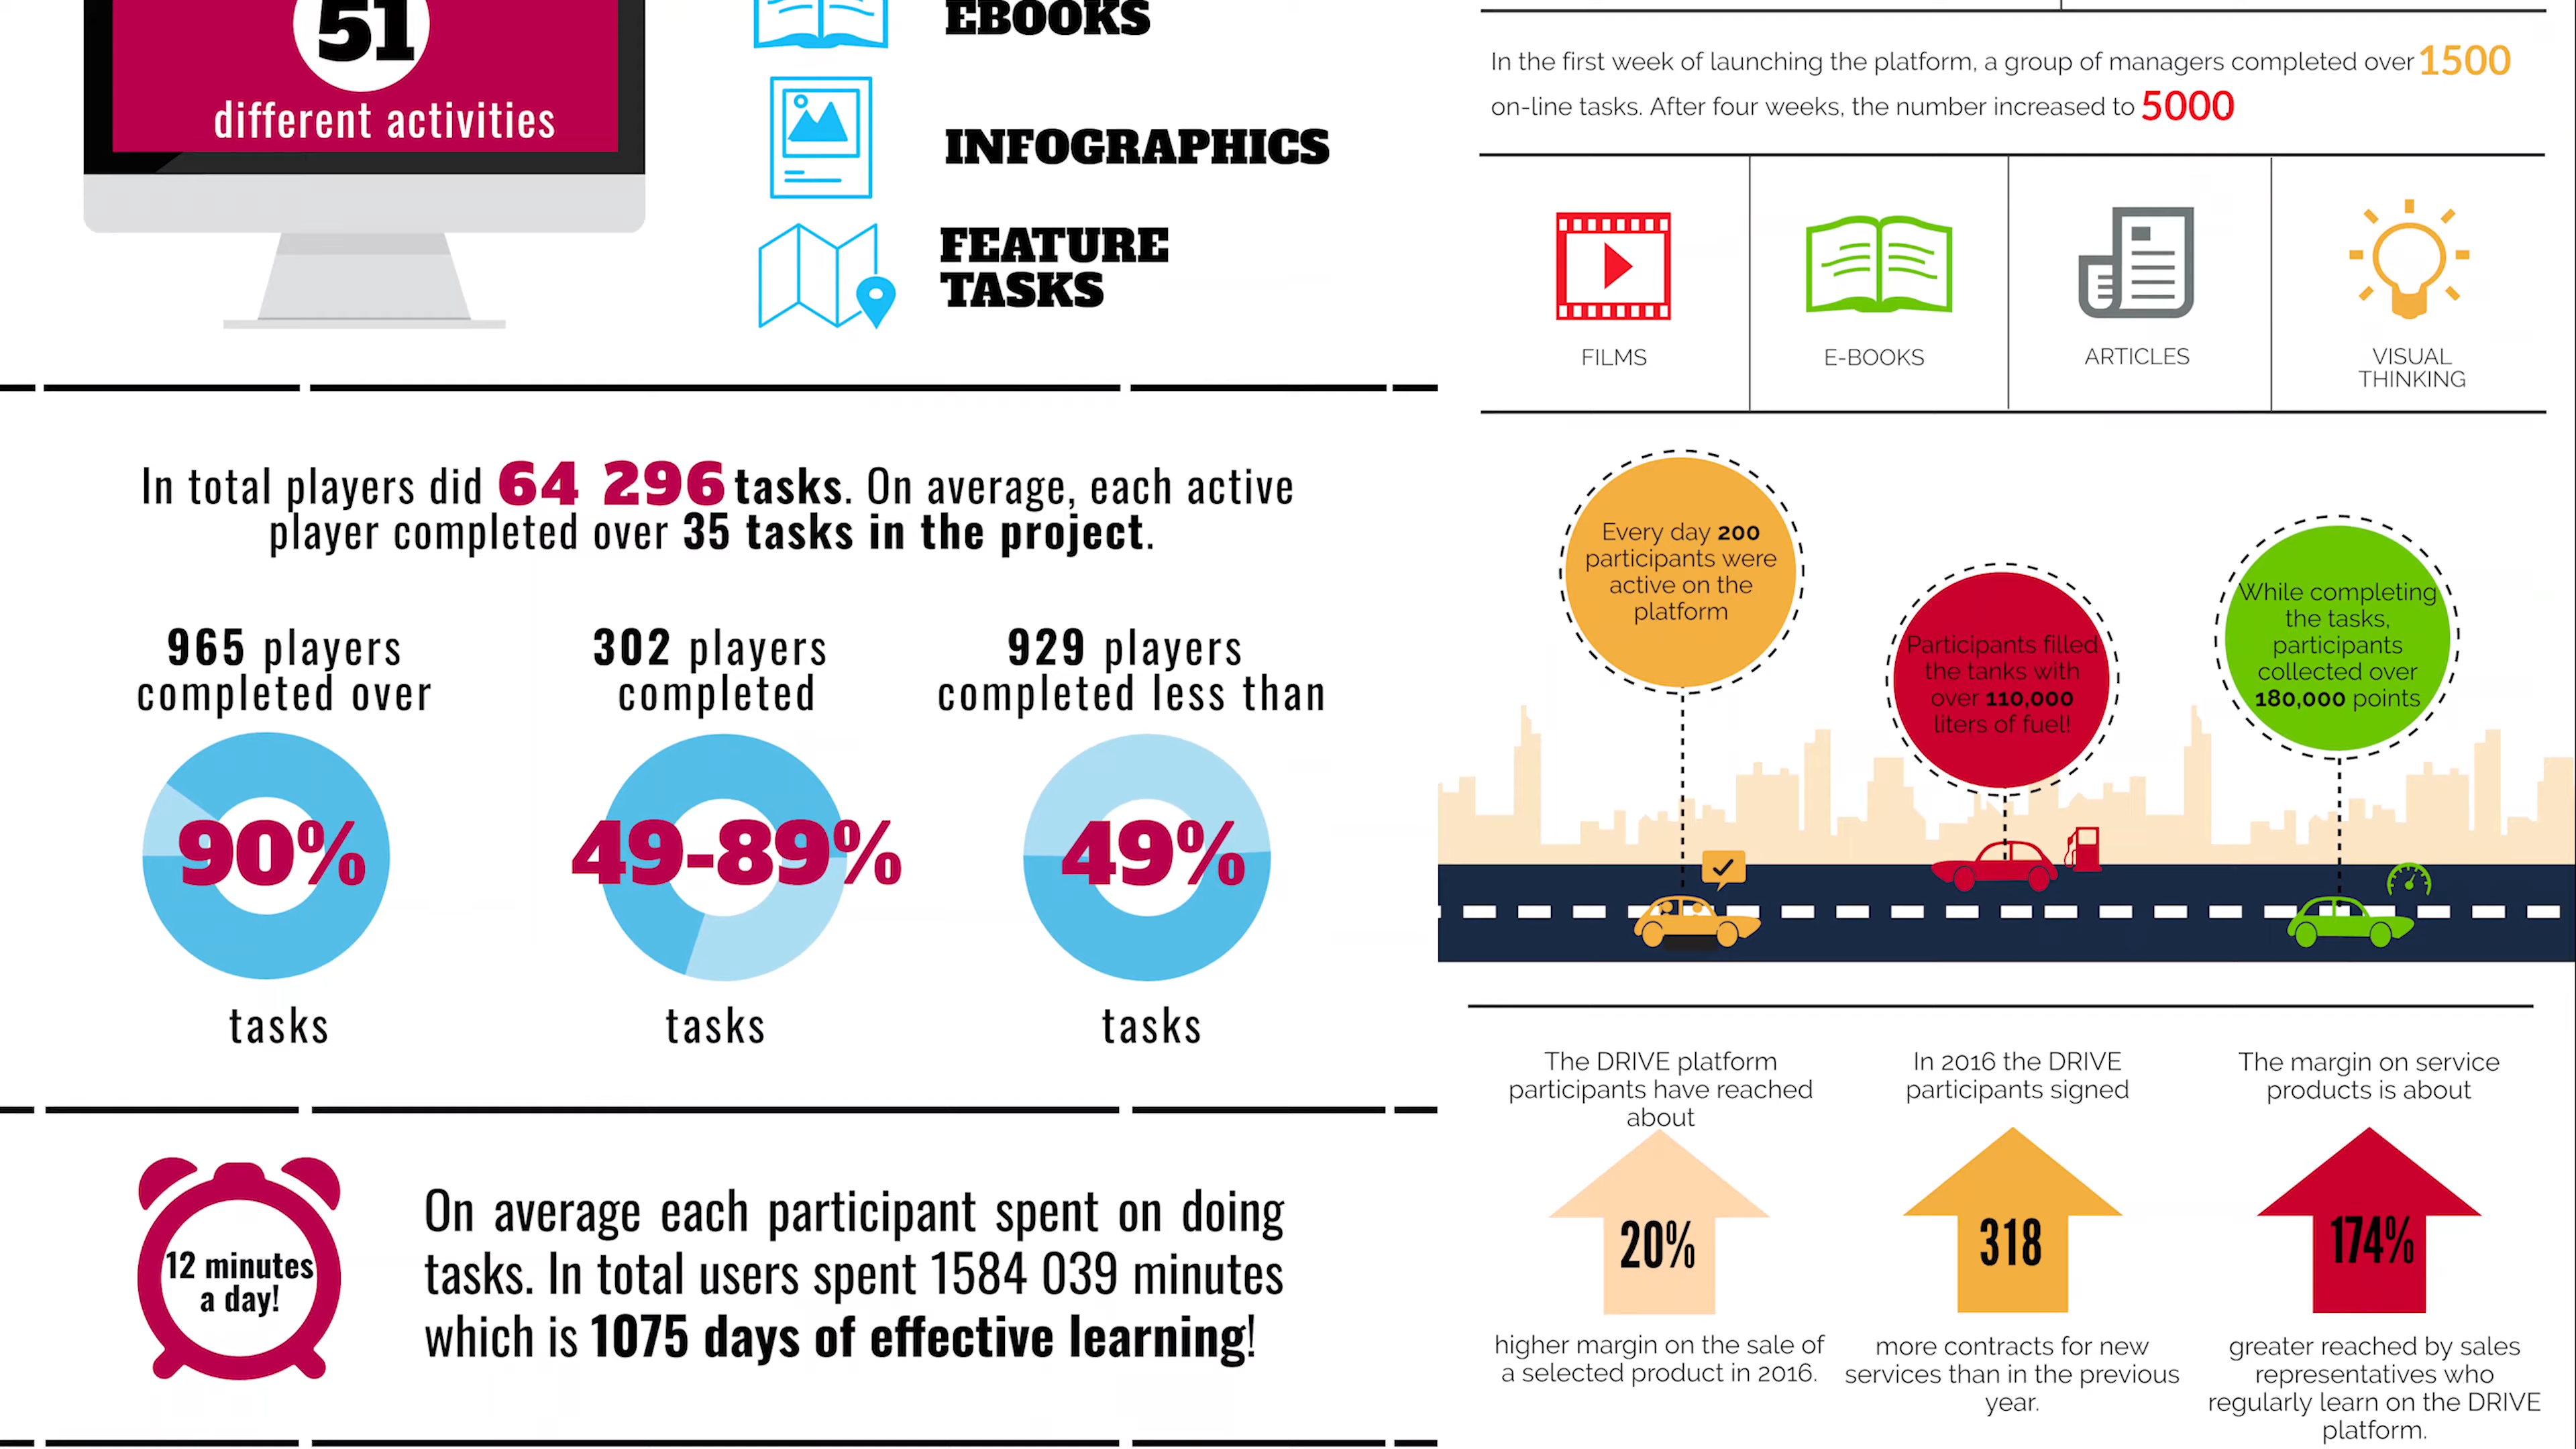 51
different activities
EBOOKS
INFOGRAPHICS
FEATURE
TASKS
In total players did 64 296 tasks. On average, each active
player completed over 35 tasks in the project.
965 players
completed over
90%
tasks
302 players
completed
49-89%
tasks
929 players
completed less than
49%
tasks
12 minutes
a day!
On average each participant spent on doing
tasks. In total users spent 1584 039 minutes
which is 1075 days of effective learning!
In the first week of launching the platform, a group of managers completed over 1500
on-line tasks. After four weeks, the number increased to 5000
FILMS
E-BOOKS
ARTICLES
VISUAL
THINKING
Every day 200
participants were
active on the
platform
Participants filled
the tanks with
over 110,000
liters of fuel!
While completing
the tasks,
participants
collected over
180,000 points
The DRIVE platform
participants have reached
about
20%
higher margin on the sale of
a selected product in 2016.
In 2016 the DRIVE
participants signed
318
more contracts for new
services than in the previous
year.
The margin on service
products is about
174%
greater reached by sales
representatives who
regularly learn on the DRIVE
platform.